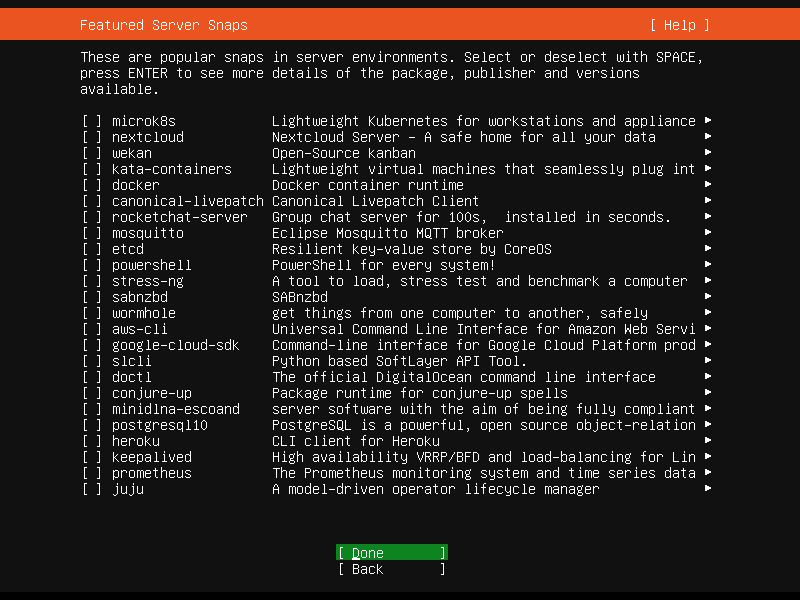 Featured Server Snaps [ Help ]
These are popular snaps in server environments. Select or deselect with SPACE,
press ENTER to see more details of the package, publisher and versions
available.
[ ] microk8s Lightweight Kubernetes for workstations and appliance ►
[ ] nextcloud Nextcloud Server - A safe home for all your data ►
[ ] wekan Open-Source kanban ►
[ ] kata-containers Lightweight virtual machines that seamlessly plug int ►
[ ] docker Docker container runtime ►
[ ] canonical-livepatch Canonical Livepatch Client ►
[ ] rocketchat-server Group chat server for 100s,  installed in seconds. ►
[ ] mosquitto Eclipse Mosquitto MQTT broker ►
[ ] etcd Resilient key-value store by CoreOS ►
[ ] powershell PowerShell for every system! ►
[ ] stress-ng A tool to load, stress test and benchmark a computer ►
[ ] sabnzbd SABnzbd ►
[ ] wormhole get things from one computer to another, safely ►
[ ] aws-cli Universal Command Line Interface for Amazon Web Servi ►
[ ] google-cloud-sdk Command-line interface for Google Cloud Platform prod ►
[ ] slcli Python based SoftLayer API Tool. ►
[ ] doctl The official DigitalOcean command line interface ►
[ ] conjure-up Package runtime for conjure-up spells ►
[ ] minidlna-escoand server software with the aim of being fully compliant ►
[ ] postgresql10 PostgreSQL is a powerful, open source object-relation ►
[ ] heroku CLI client for Heroku ►
[ ] keepalived High availability VRRP/BFD and load-balancing for Lin ►
[ ] prometheus The Prometheus monitoring system and time series data ►
[ ] juju A model-driven operator lifecycle manager ►
[ Done ]
[ Back ]